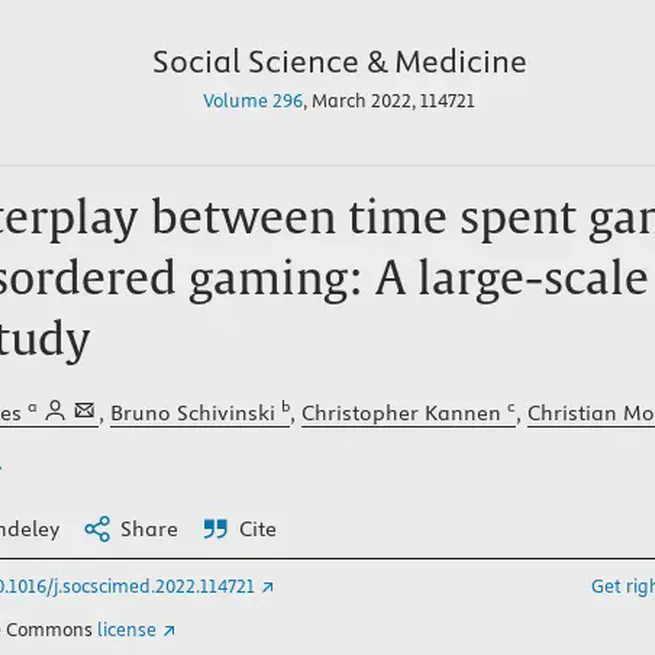 Social Science & Medicine
Volume 296, March 2022, 114721
terplay between time spent gam
sordered gaming: A large-scale
tudy
es a, Bruno Schivinski b, Christopher Kannen c, Christian Mo
ndeley Share Cite
0.1016/j.socscimed.2022.114721
Get righ
Commons license